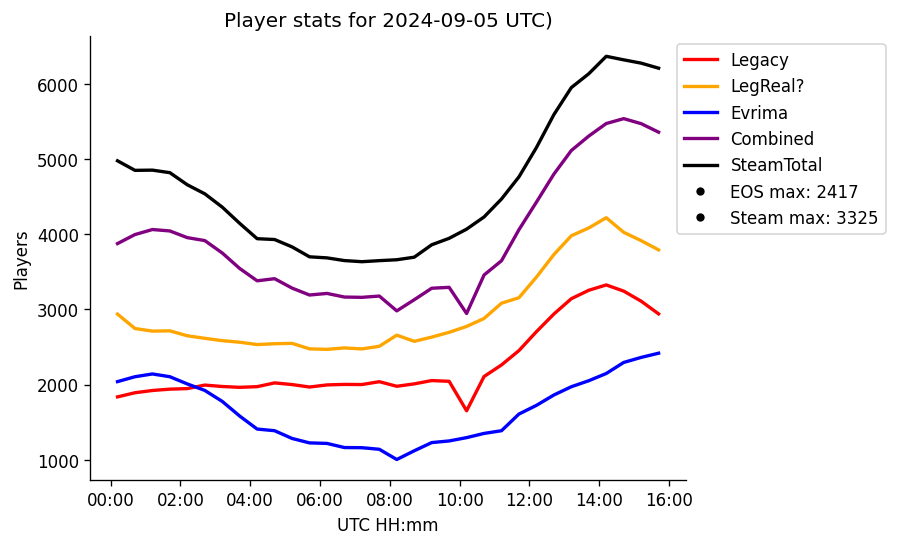 Player stats for 2024-09-05 UTC)
Players
6000
5000
4000
3000
2000
1000
00:00 02:00 04:00 06:00 08:00 10:00 12:00 14:00 16:00
UTC HH:mm
Legacy
LegReal?
Evrima
Combined
SteamTotal
EOS max: 2417
Steam max: 3325